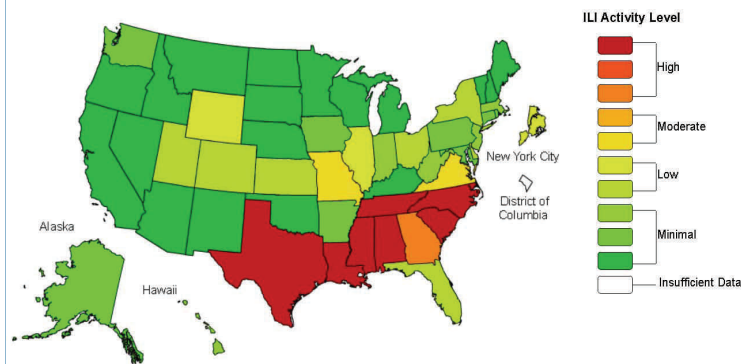 ILI Activity Level
High
Moderate
Low
Minimal
Insufficient Data
New York City
District of
Columbia
Alaska
Hawaii